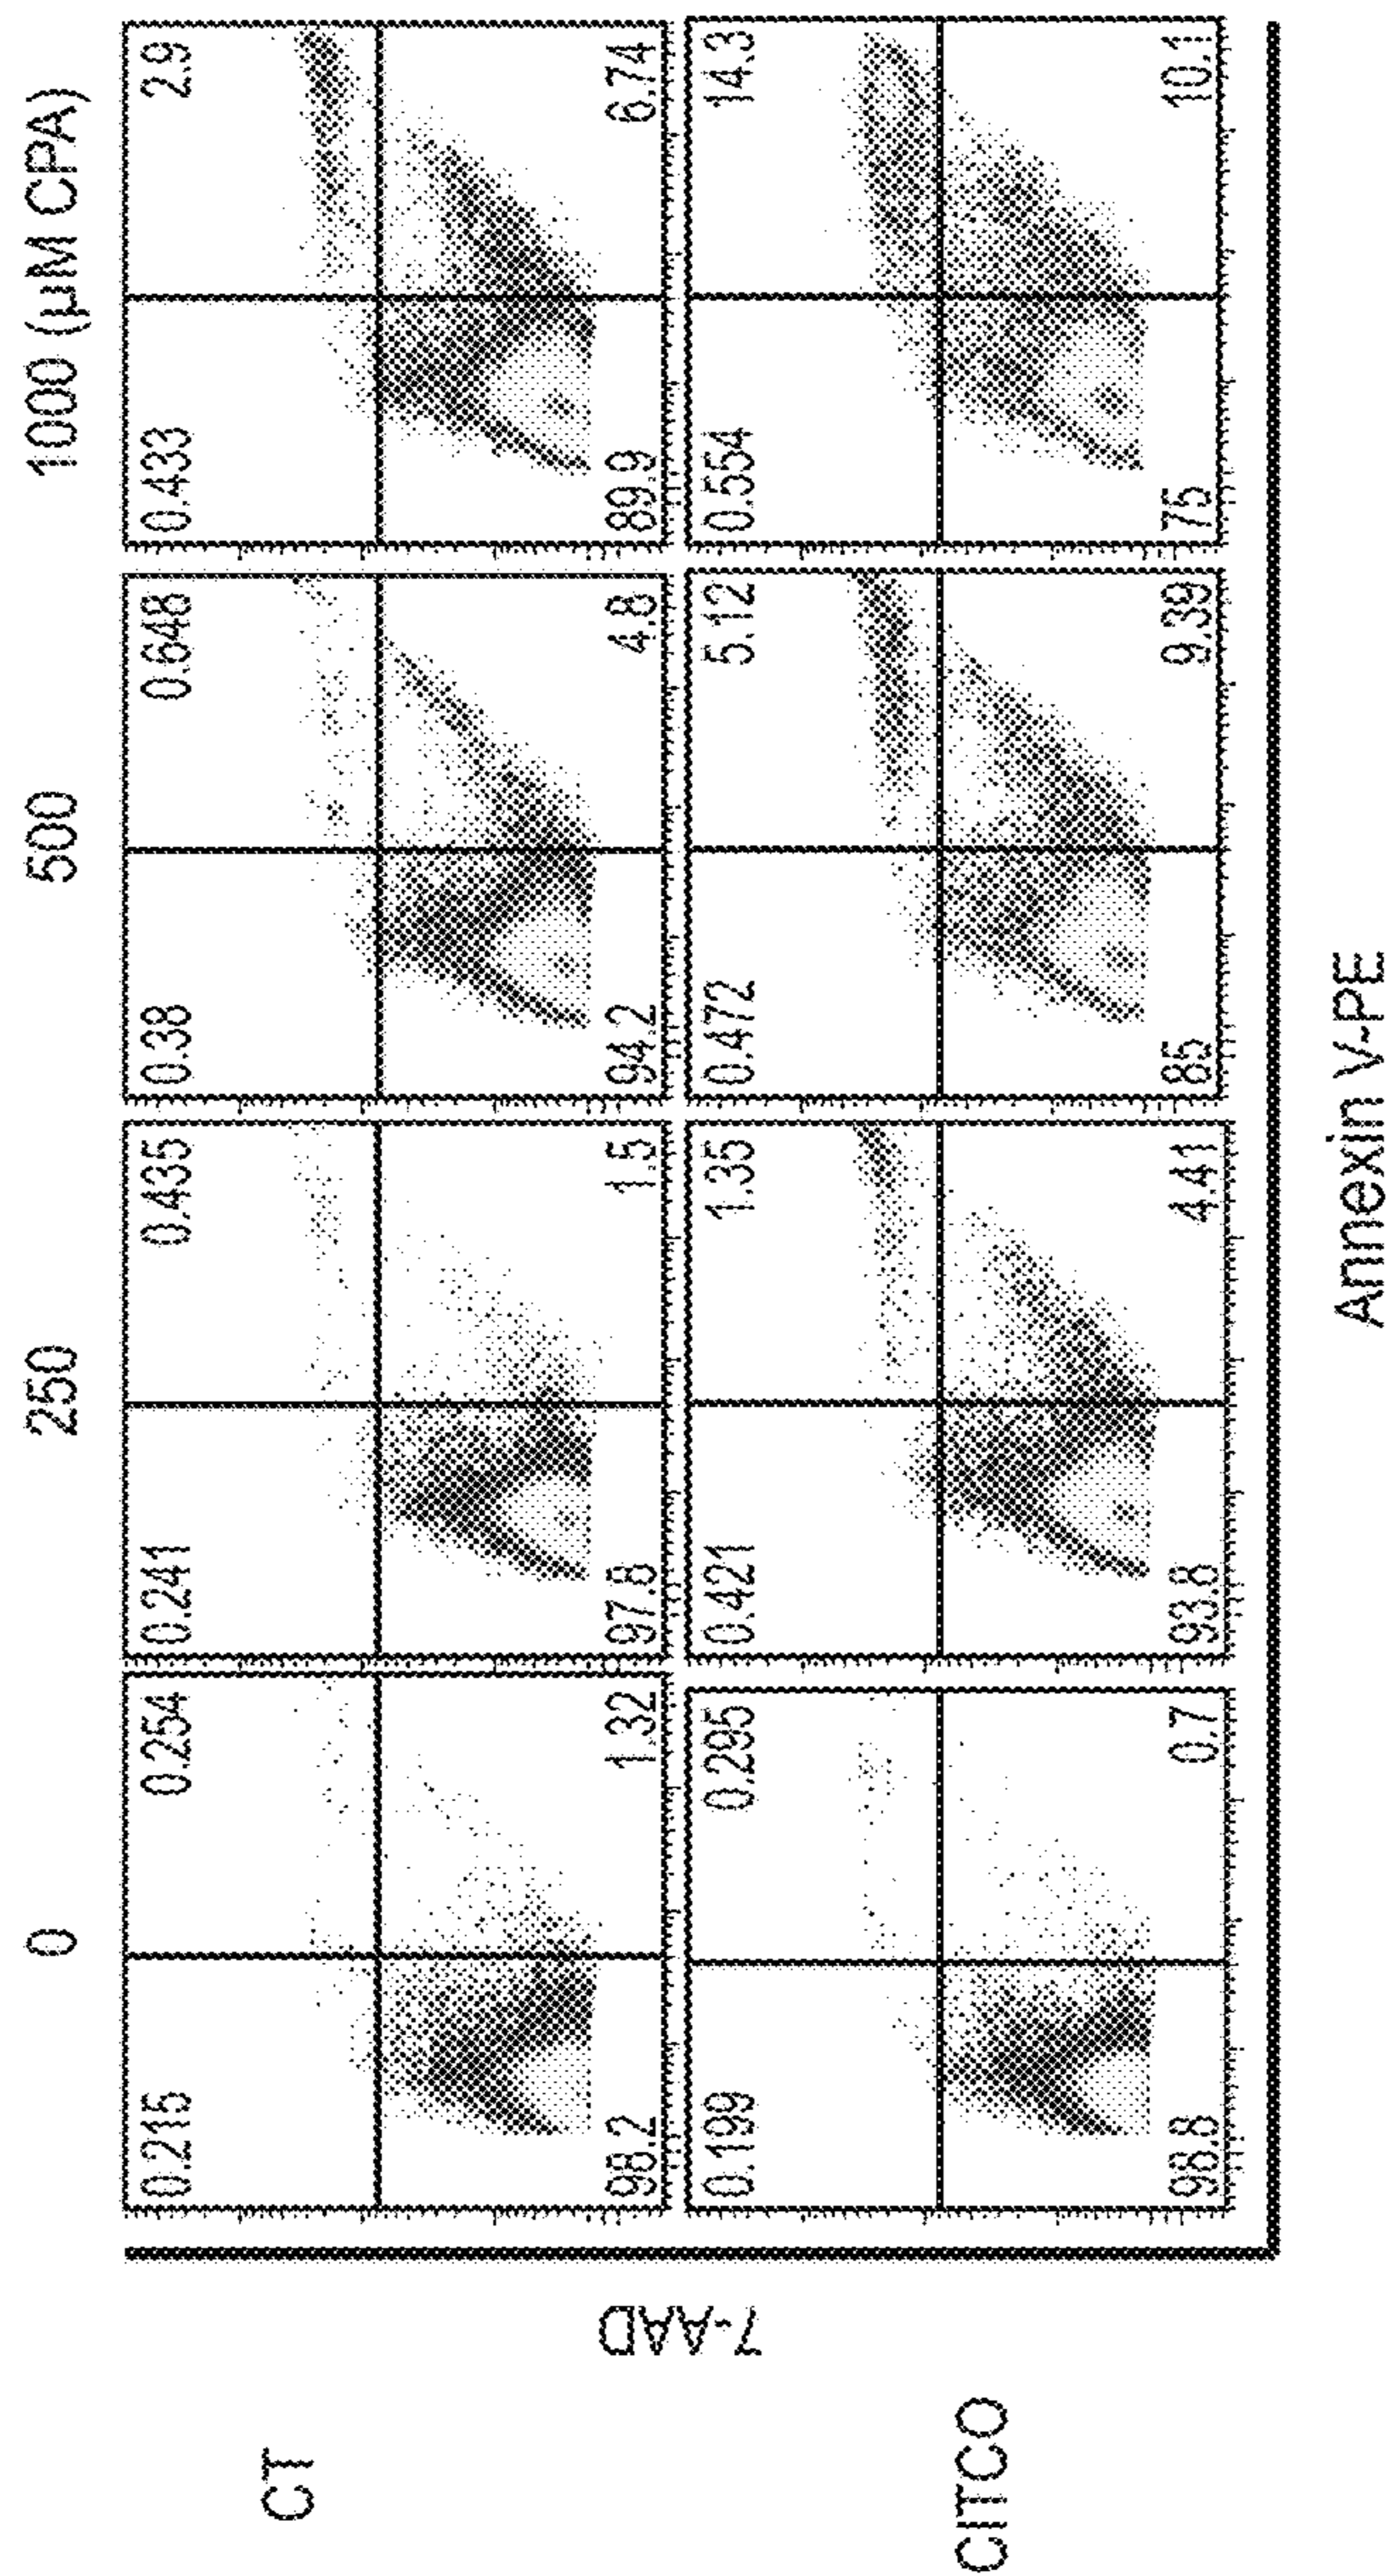 0 250 500 1000 (μM CPA)
CT
0.215 0.254 0.241 0.435 0.38 0.648 0.433 2.9
98.2 1.32 97.8 1.5 94.2 4.8 89.9 6.74
7-AAD
CITCO
0.199 0.295 0.421 1.35 0.472 5.12 0.554 14.3
98.8 0.7 93.8 4.41 85 9.39 75 10.1
Annexin V-PE